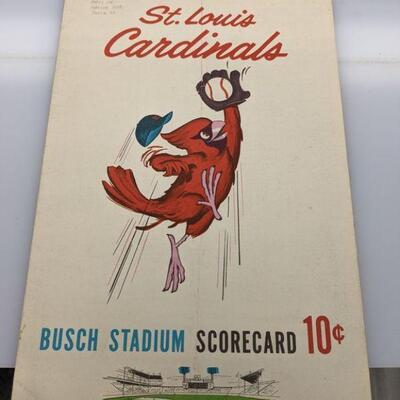 St. Louis
Cardinals
BUSCH STADIUM SCORECARD 10¢